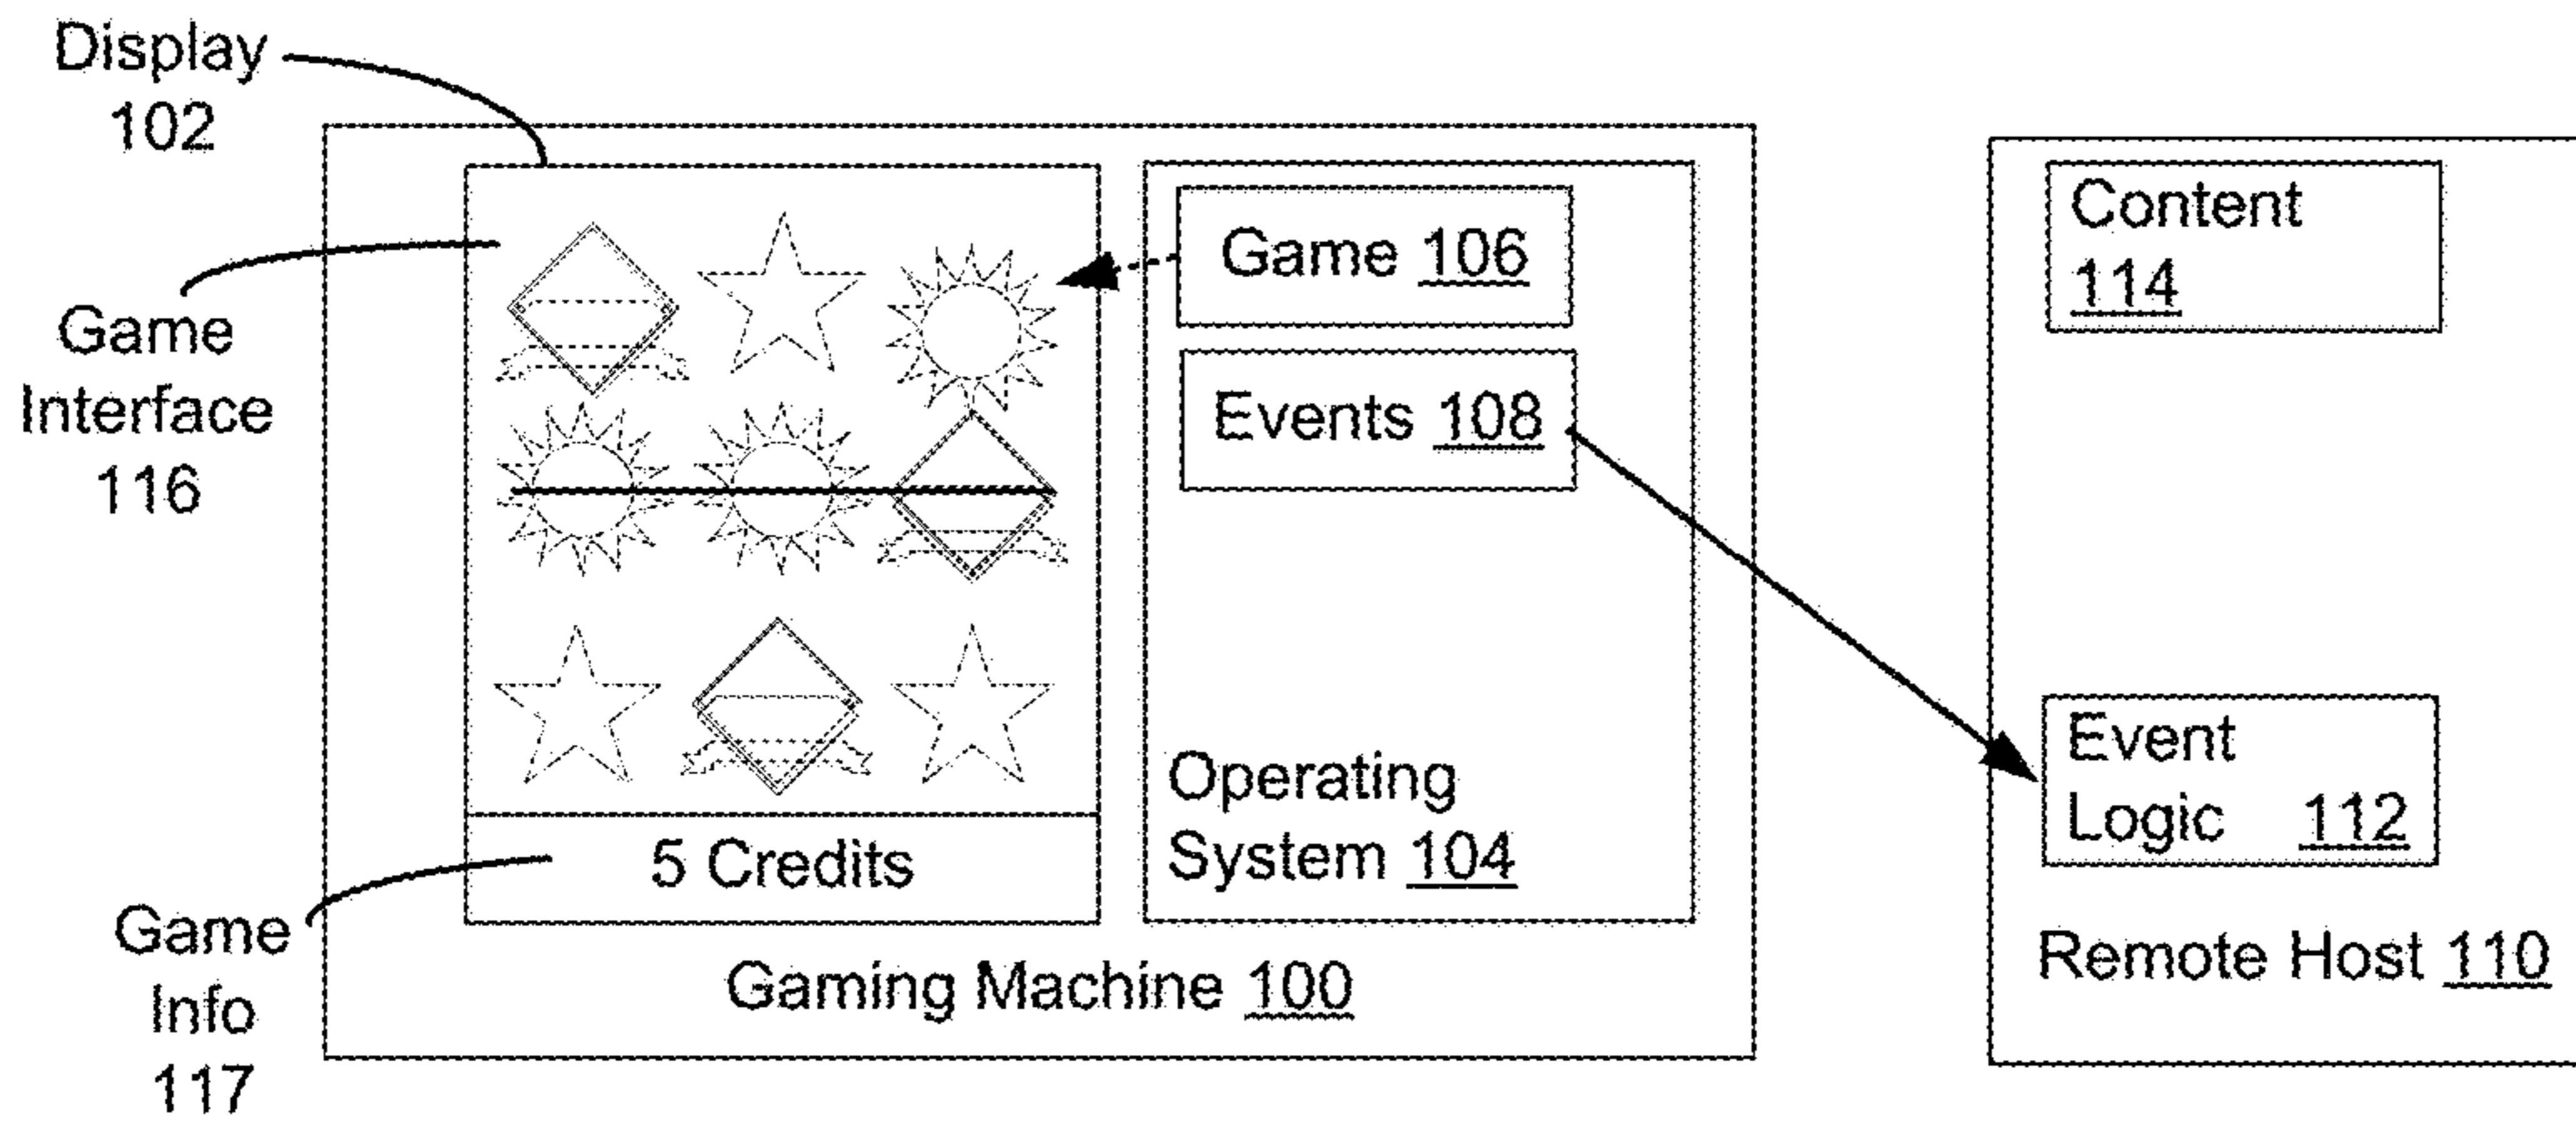 Display
102
Game
Interface
116
Game
Info
117
5 Credits
Game 106
Events 108
Operating
System 104
Gaming Machine 100
Content
114
Event
Logic 112
Remote Host 110